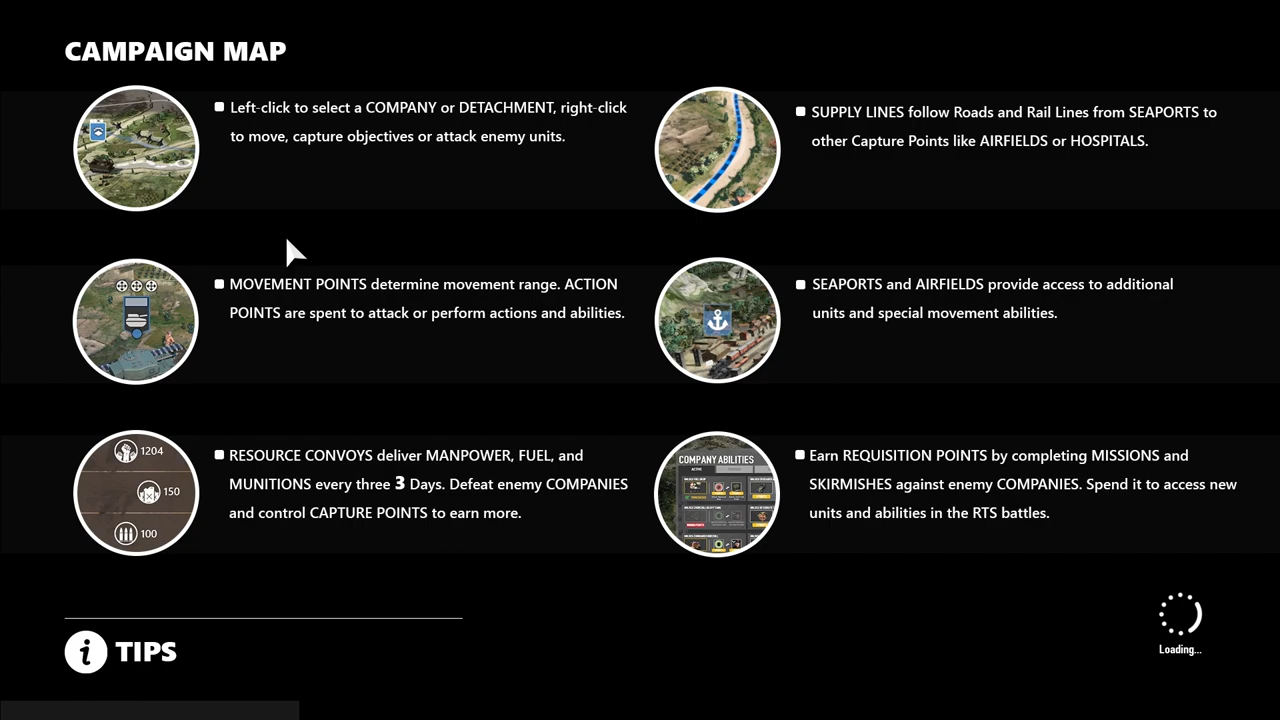 CAMPAIGN MAP
Left-click to select a COMPANY or DETACHMENT, right-click
to move, capture objectives or attack enemy units.
SUPPLY LINES follow Roads and Rail Lines from SEAPORTS to
other Capture Points like AIRFIELDS or HOSPITALS.
MOVEMENT POINTS determine movement range. ACTION
POINTS are spent to attack or perform actions and abilities.
SEAPORTS and AIRFIELDS provide access to additional
units and special movement abilities.
1204
150
100
RESOURCE CONVOYS deliver MANPOWER, FUEL, and
MUNITIONS every three 3 Days. Defeat enemy COMPANIES
and control CAPTURE POINTS to earn more.
COMPANY ABILITIES
Earn REQUISITION POINTS by completing MISSIONS and
SKIRMISHES against enemy COMPANIES. Spend it to access new
units and abilities in the RTS battles.
i TIPS
Loading...